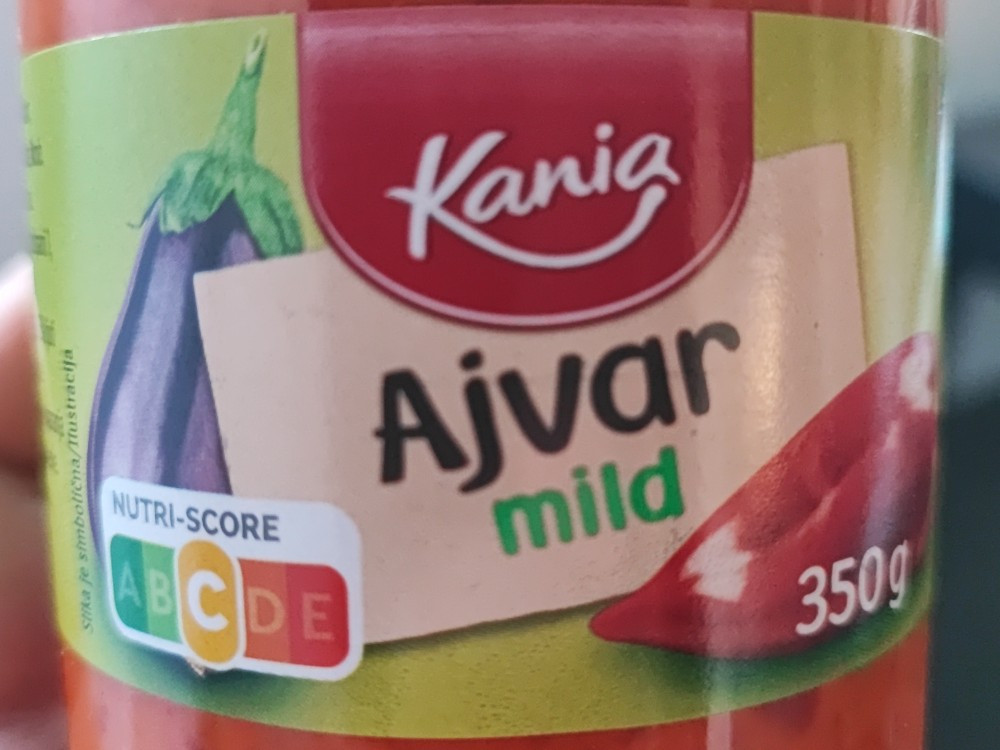 Kania
Ajvar
mild
NUTRI-SCORE
A B C D E
350g
Slika je simbolična/Ilustracija